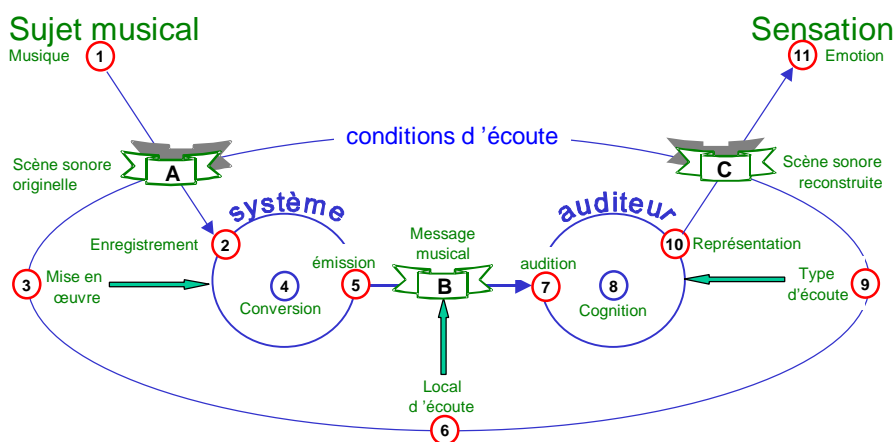 Sujet musical
Sensation
Musique
1
11
Emotion
conditions d ’écoute
Scène sonore
originelle
A
C
Scène sonore
reconstruite
système
auditeur
Enregistrement
2
Message
musical
10
Représentation
3
Mise en
œuvre
émission
audition
Type
d’écoute
9
4
5
B
7
8
Conversion
Cognition
Local
d ’écoute
6